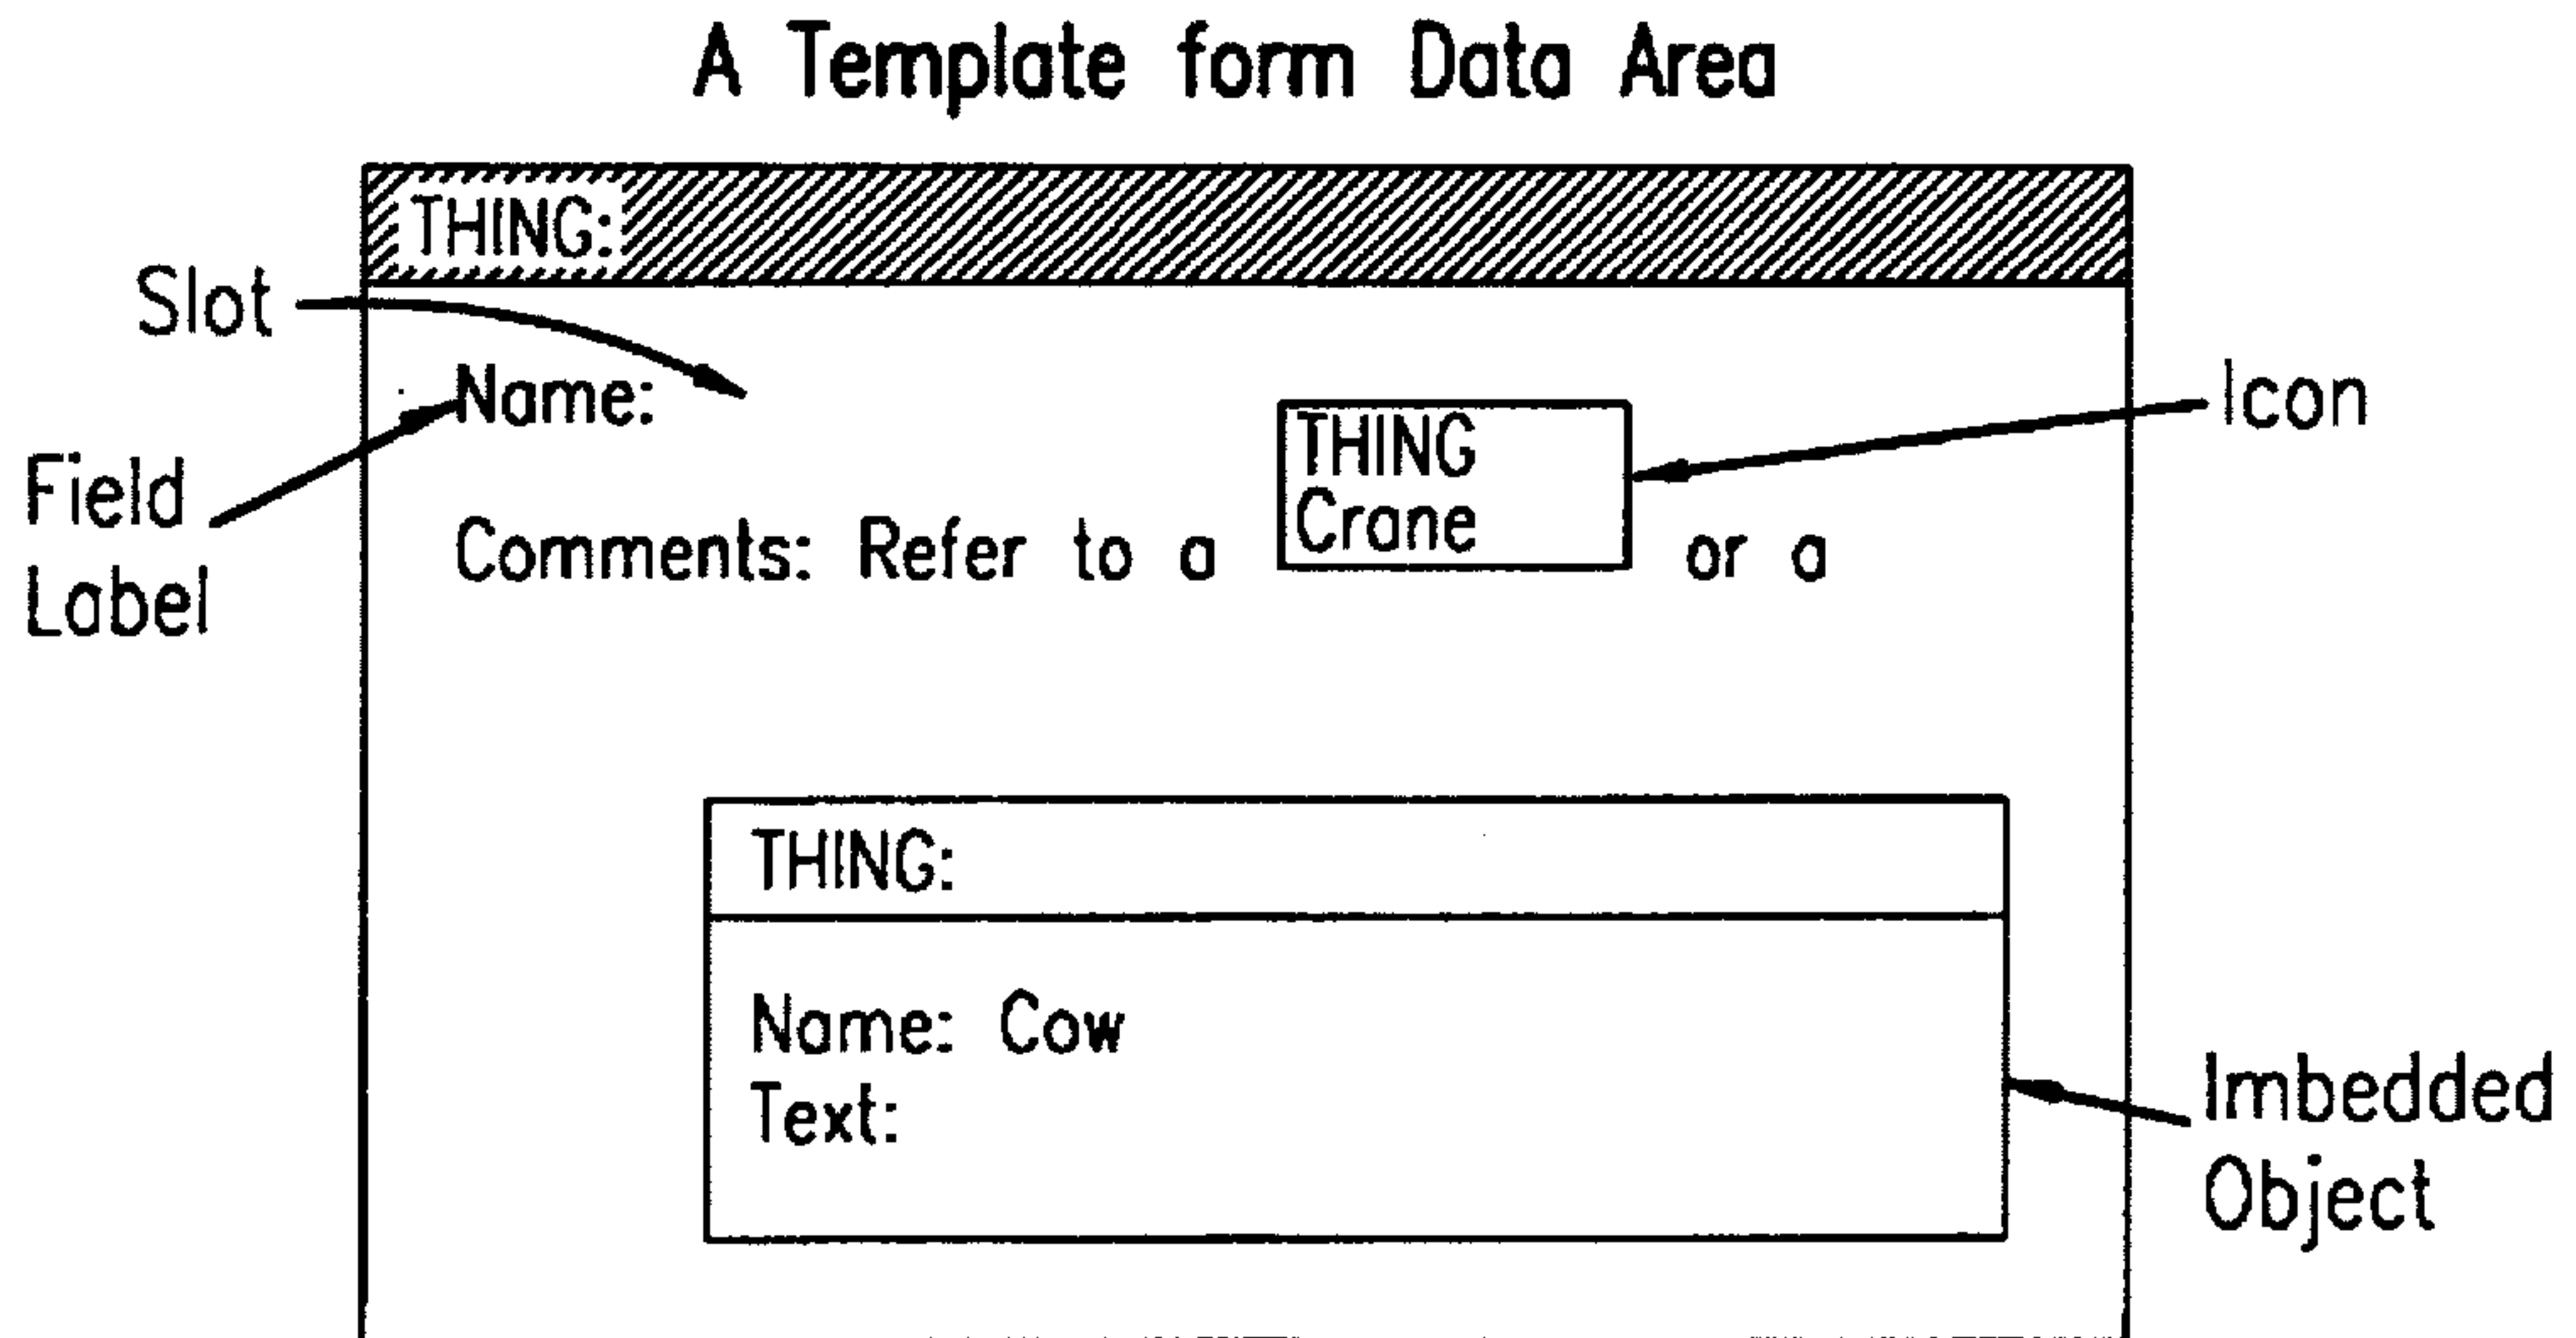 A Template form Data Area
THING:
Slot
Name:
Icon
Field
Label
THING
Crane
Comments: Refer to a or a
THING:
Name: Cow
Text:
Imbedded
Object